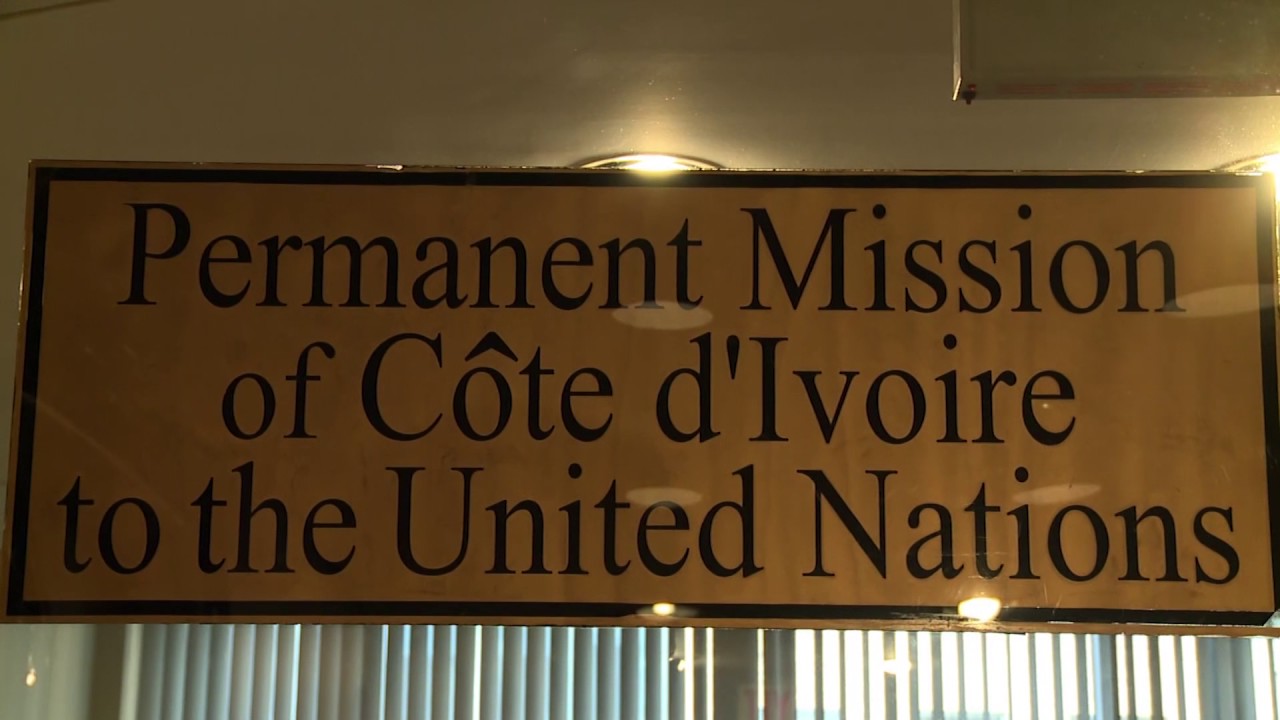 Permanent Mission
of Côte d'Ivoire
to the United Nations